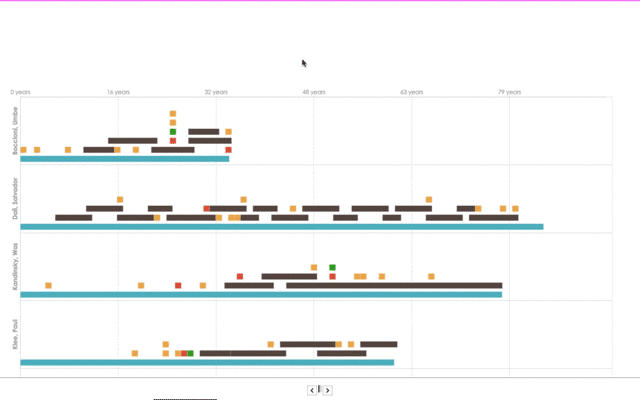 0 years 16 years 32 years 48 years 63 years 79 years
Boccioni, Umbe
Dalí, Salvador
Kandinsky, Was
Klee, Paul